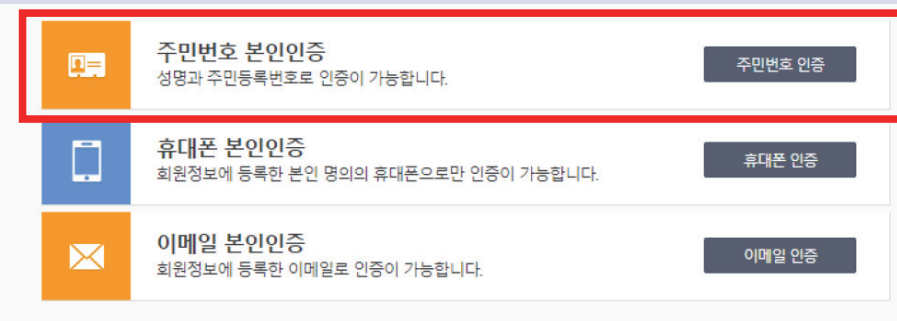 주민번호 본인인증
성명과 주민등록번호로 인증이 가능합니다.
주민번호 인증
휴대폰 본인인증
회원정보에 등록한 본인 명의의 휴대폰으로만 인증이 가능합니다.
휴대폰 인증
이메일 본인인증
회원정보에 등록한 이메일로 인증이 가능합니다.
이메일 인증